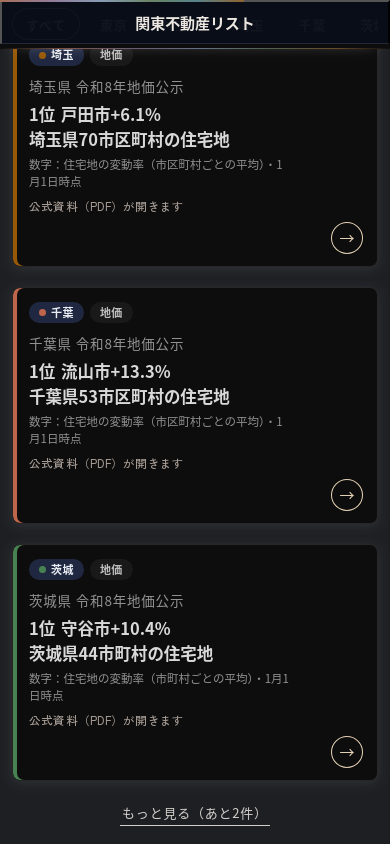 関東不動産リスト
すべて 東京 埼玉 千葉 茨城
埼玉 地価
埼玉県 令和8年地価公示
1位 戸田市+6.1%
埼玉県70市区町村の住宅地
数字：住宅地の変動率（市区町村ごとの平均）・1
月1日時点
公式資料（PDF）が開きます
→
千葉 地価
千葉県 令和8年地価公示
1位 流山市+13.3%
千葉県53市区町村の住宅地
数字：住宅地の変動率（市区町村ごとの平均）・1
月1日時点
公式資料（PDF）が開きます
→
茨城 地価
茨城県 令和8年地価公示
1位 守谷市+10.4%
茨城県44市町村の住宅地
数字：住宅地の変動率（市町村ごとの平均）・1月1
日時点
公式資料（PDF）が開きます
→
もっと見る（あと2件）